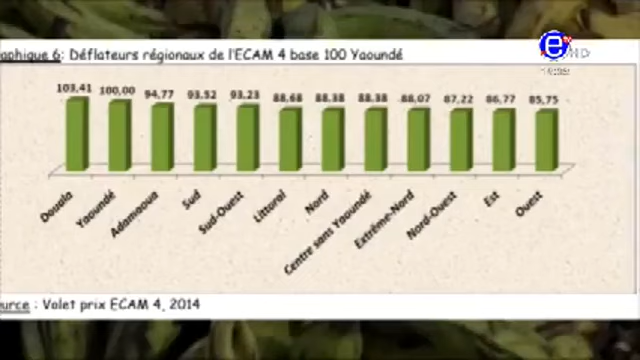 aphique 6: Déflateurs régionaux de l'ECAM 4 base 100 Yaoundé
103,41 100,00 94,77 93,52 93,23 88,68 88,38 88,38 88,07 87,22 86,77 85,75
Douala Yaoundé Adamaoua Sud Sud-Ouest Littoral Nord Centre sans Yaoundé Extrême-Nord Nord-Ouest Est Ouest
ource : Volet prix ECAM 4, 2014